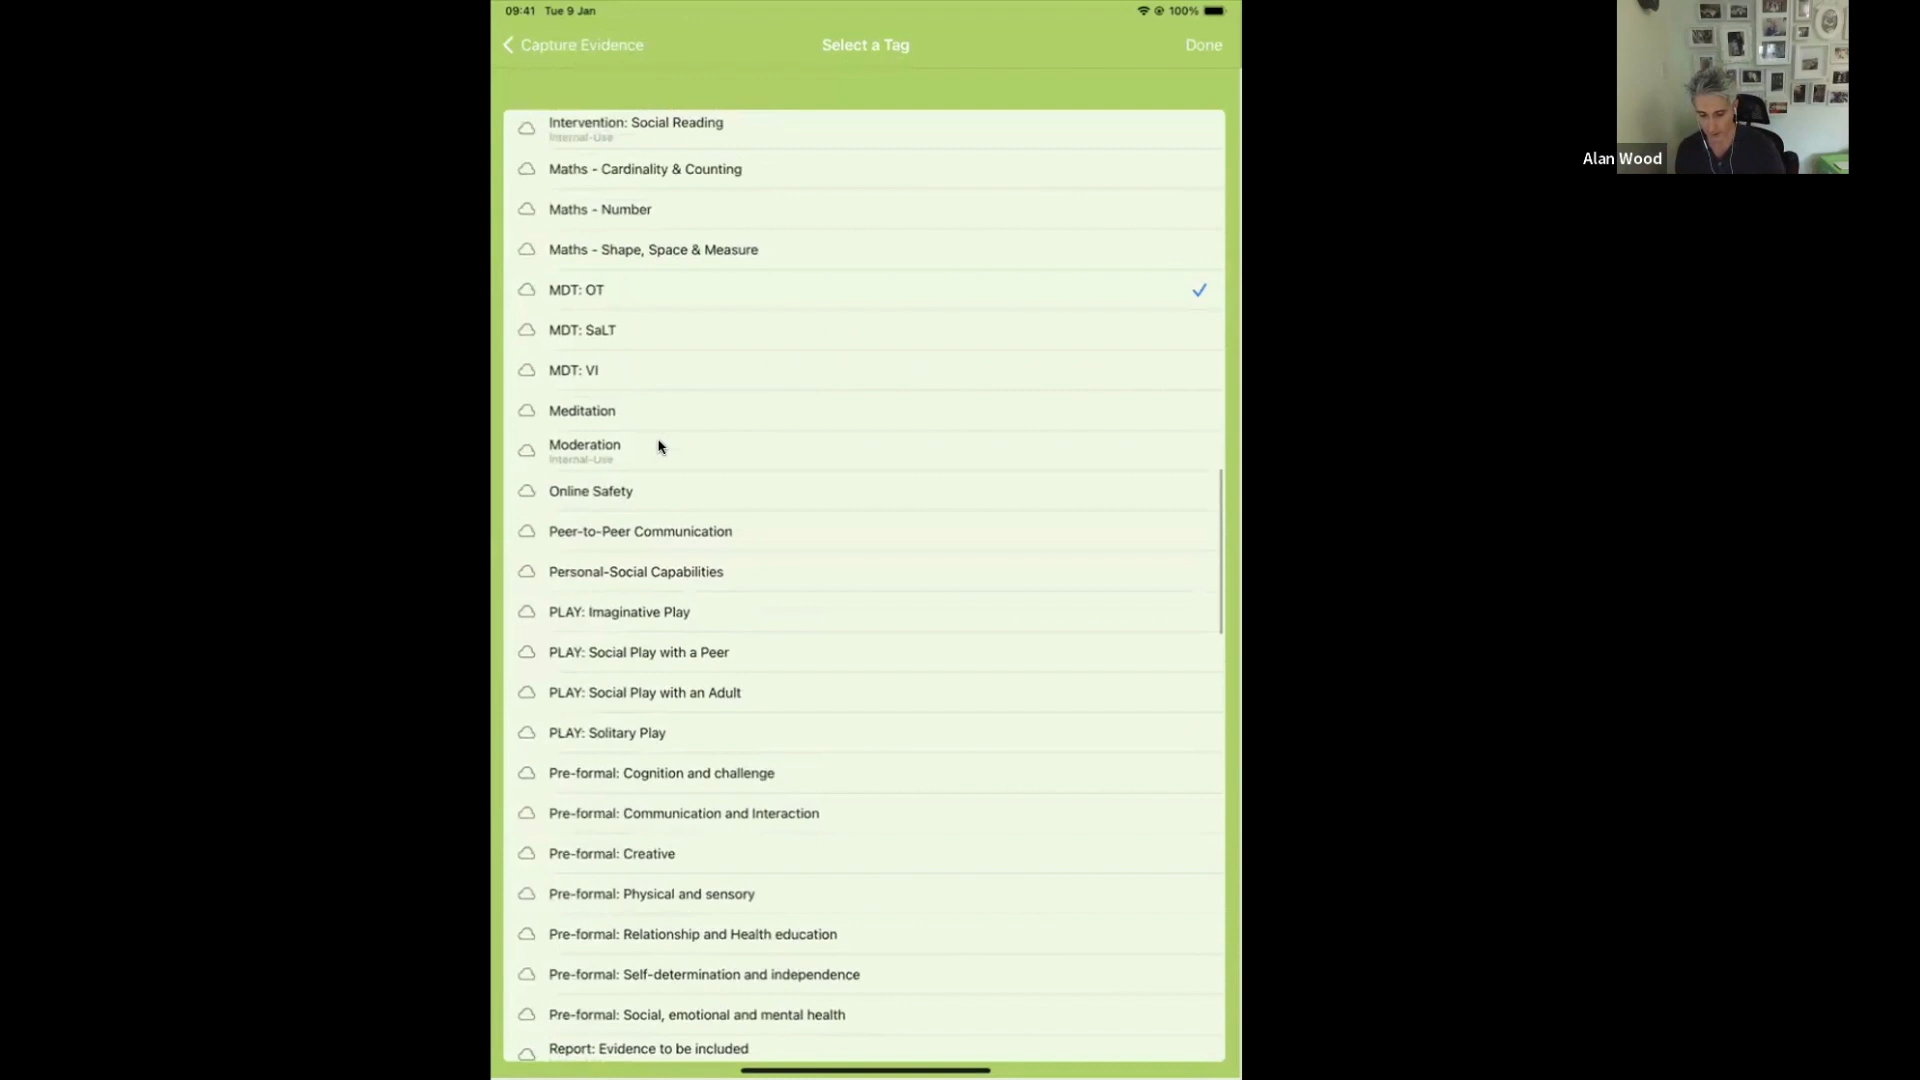 09:41 Tue 9 Jan
100%
Capture Evidence
Select a Tag
Done
Intervention: Social Reading
Internal-Use
Maths - Cardinality & Counting
Maths - Number
Maths - Shape, Space & Measure
MDT: OT
MDT: SaLT
MDT: VI
Meditation
Moderation
Internal-Use
Online Safety
Peer-to-Peer Communication
Personal-Social Capabilities
PLAY: Imaginative Play
PLAY: Social Play with a Peer
PLAY: Social Play with an Adult
PLAY: Solitary Play
Pre-formal: Cognition and challenge
Pre-formal: Communication and Interaction
Pre-formal: Creative
Pre-formal: Physical and sensory
Pre-formal: Relationship and Health education
Pre-formal: Self-determination and independence
Pre-formal: Social, emotional and mental health
Report: Evidence to be included
Alan Wood